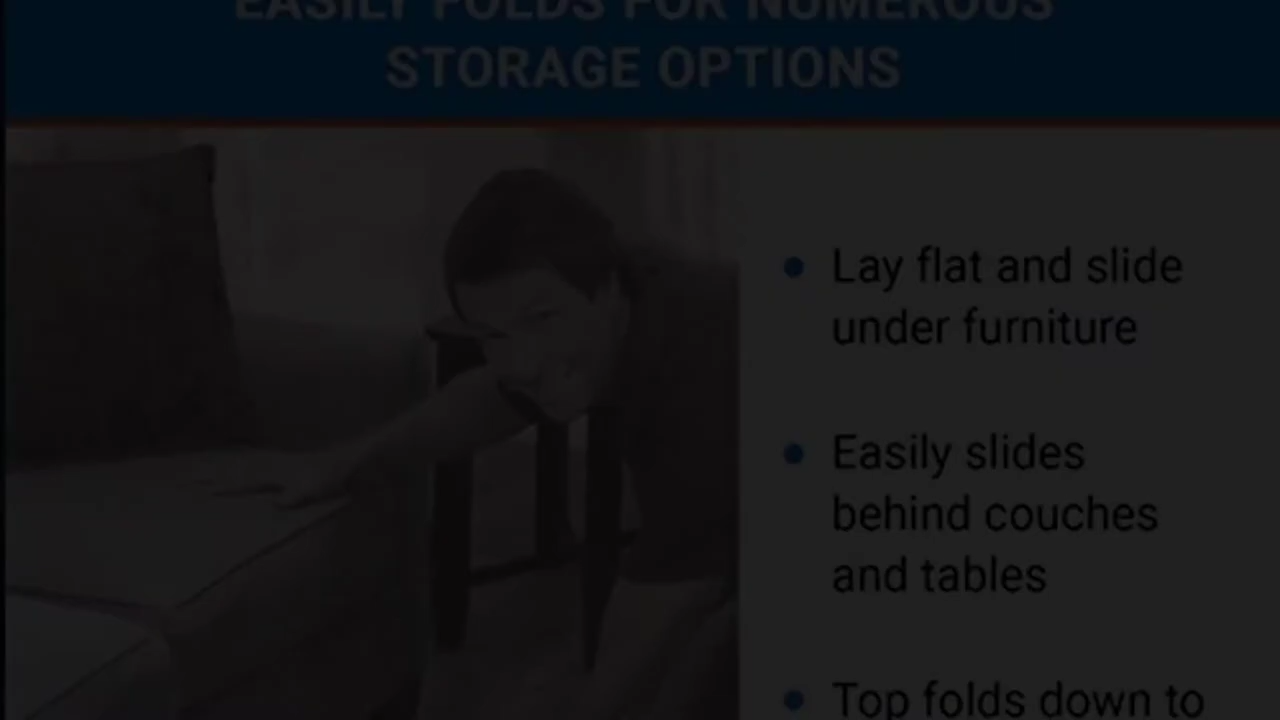 EASILY FOLDS FOR NUMEROUS
STORAGE OPTIONS
Lay flat and slide
under furniture
Easily slides
behind couches
and tables
Top folds down to